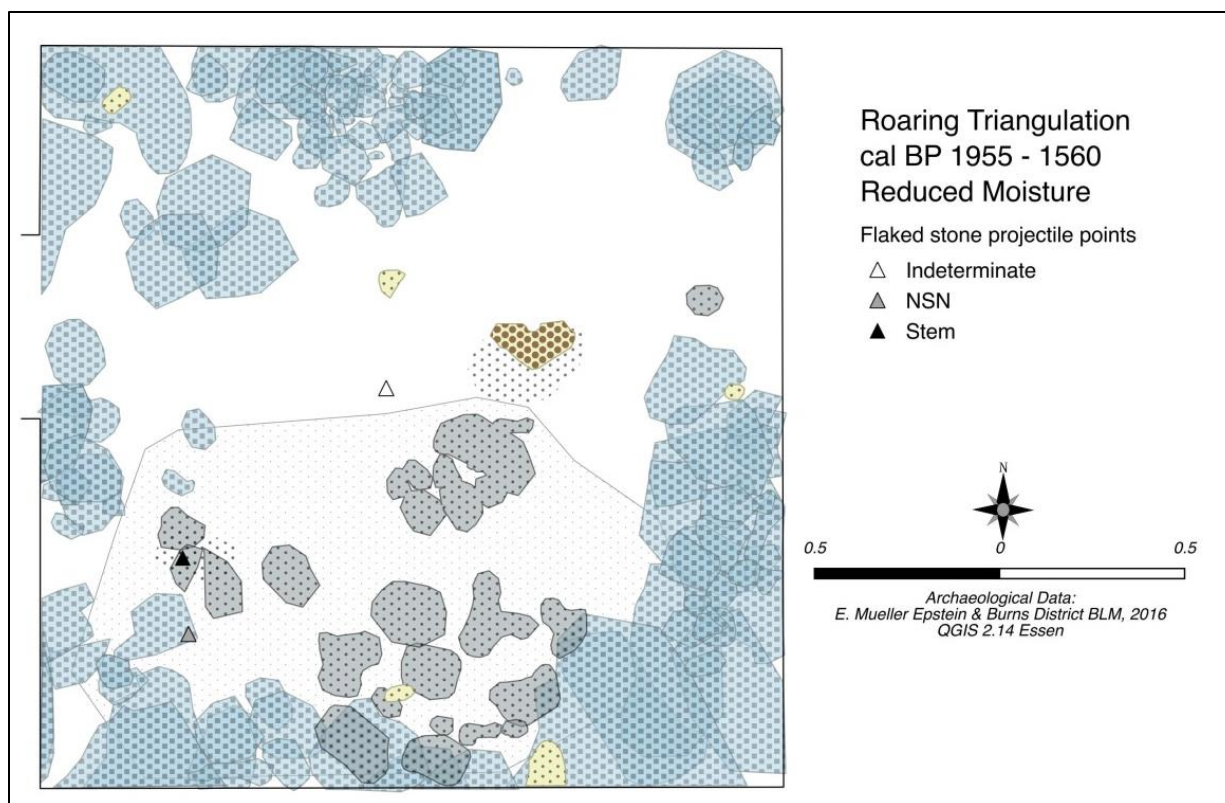 Roaring Triangulation
cal BP 1955 - 1560
Reduced Moisture
Flaked stone projectile points
Indeterminate
NSN
Stem
N
0.5 0 0.5
Archaeological Data:
E. Mueller Epstein & Burns District BLM, 2016
QGIS 2.14 Essen